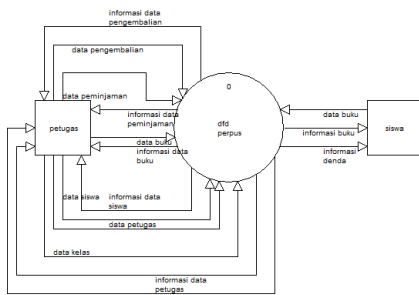 informasi data
pengembalian
data pengembalian
0
data peminjaman
informasi data
peminjaman
data buku
petugas
dfd
perpus
informasi buku
siswa
data buku
informasi data
buku
informasi
denda
data siswa
informasi data
siswa
data petugas
data kelas
informasi data
petugas